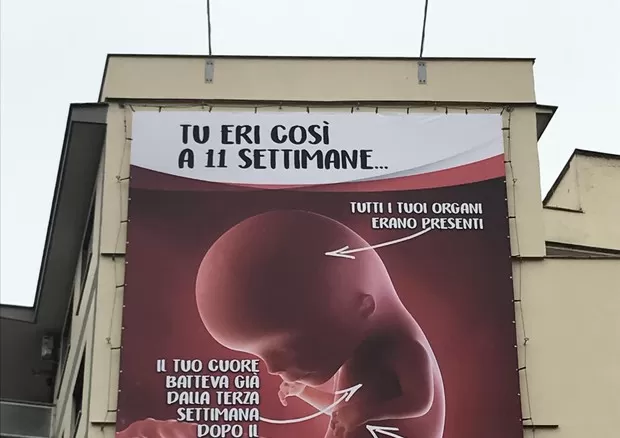 TU ERI COSÌ
A 11 SETTIMANE...
TUTTI I TUOI ORGANI
ERANO PRESENTI
IL TUO CUORE
BATTEVA GIÀ
DALLA TERZA
SETTIMANA
DOPO IL